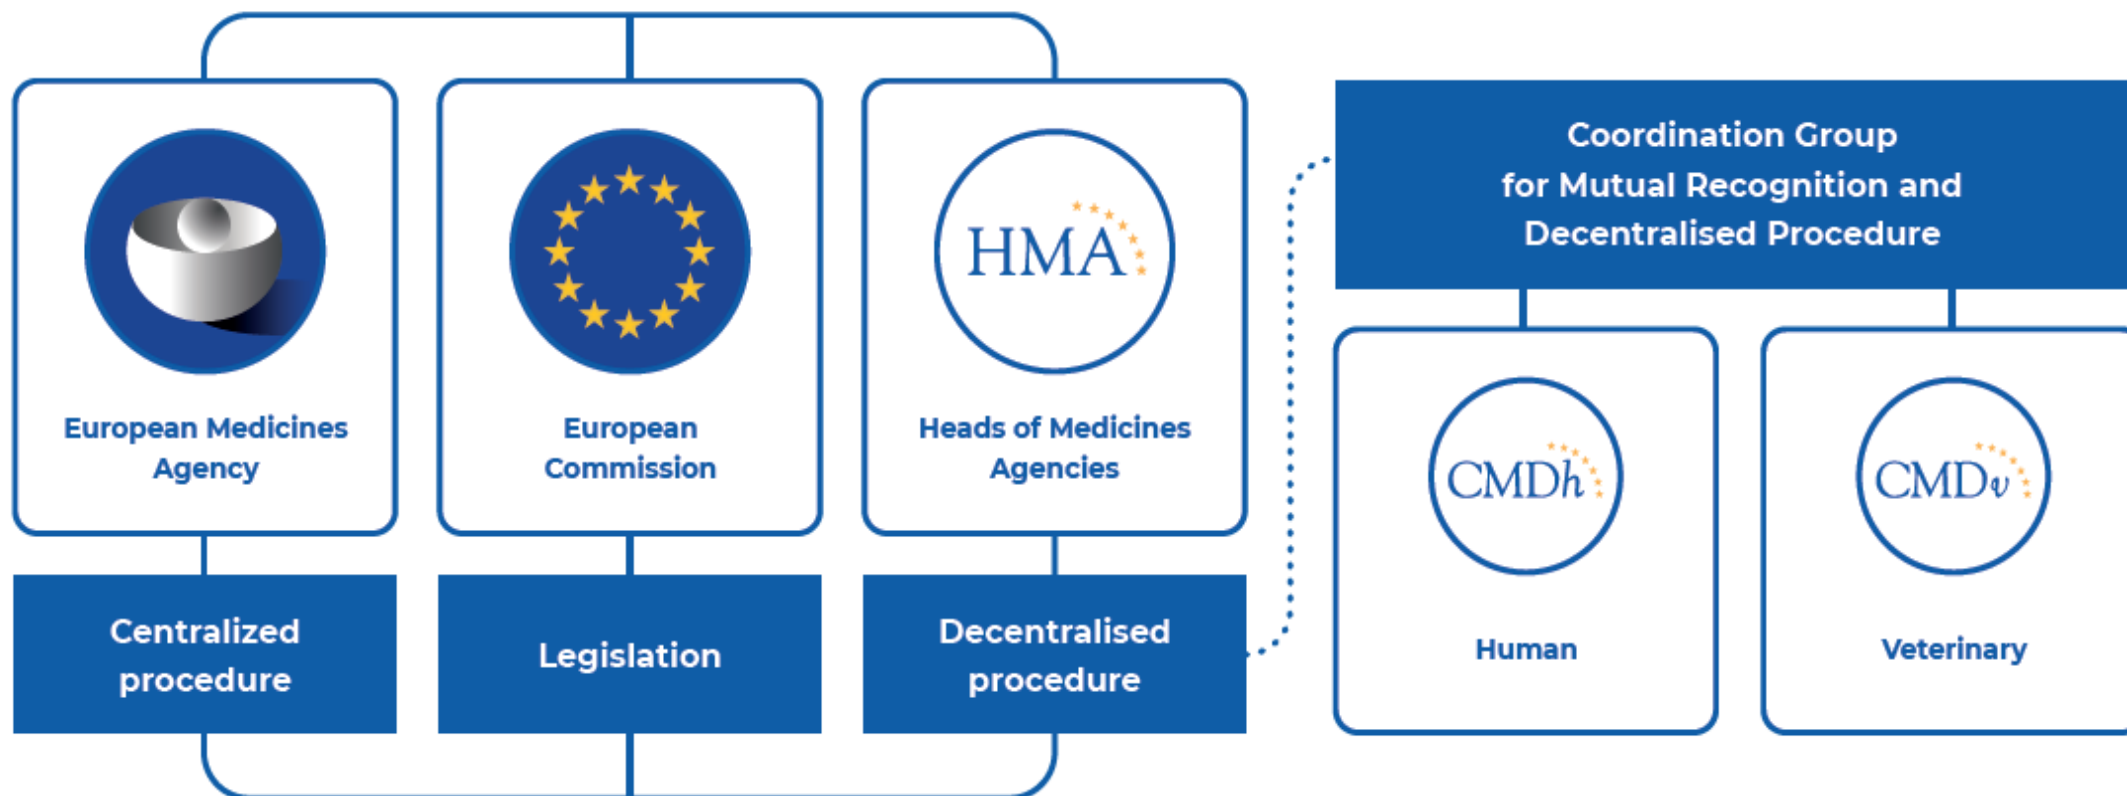 European Medicines
Agency
Centralized
procedure
European
Commission
Legislation
HMA
Heads of Medicines
Agencies
Decentralised
procedure
Coordination Group
for Mutual Recognition and
Decentralised Procedure
CMDh
Human
CMDv
Veterinary